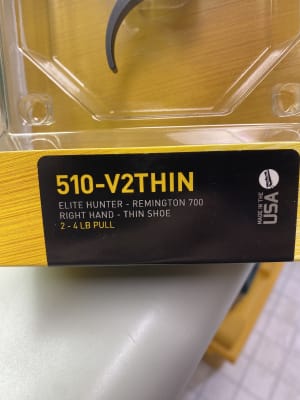 510-V2THIN
ELITE HUNTER - REMINGTON 700
RIGHT HAND - THIN SHOE
2 - 4 LB PULL
MADE IN THE
USA